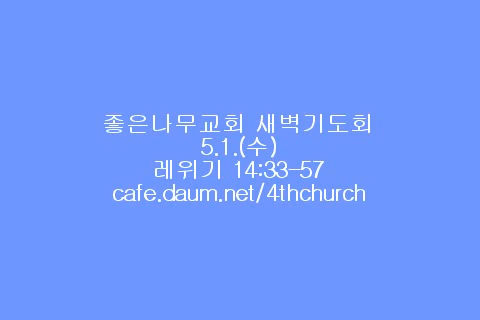 좋은나무교회 새벽기도회
5.1.(수)
레위기 14:33-57
cafe.daum.net/4thchurch